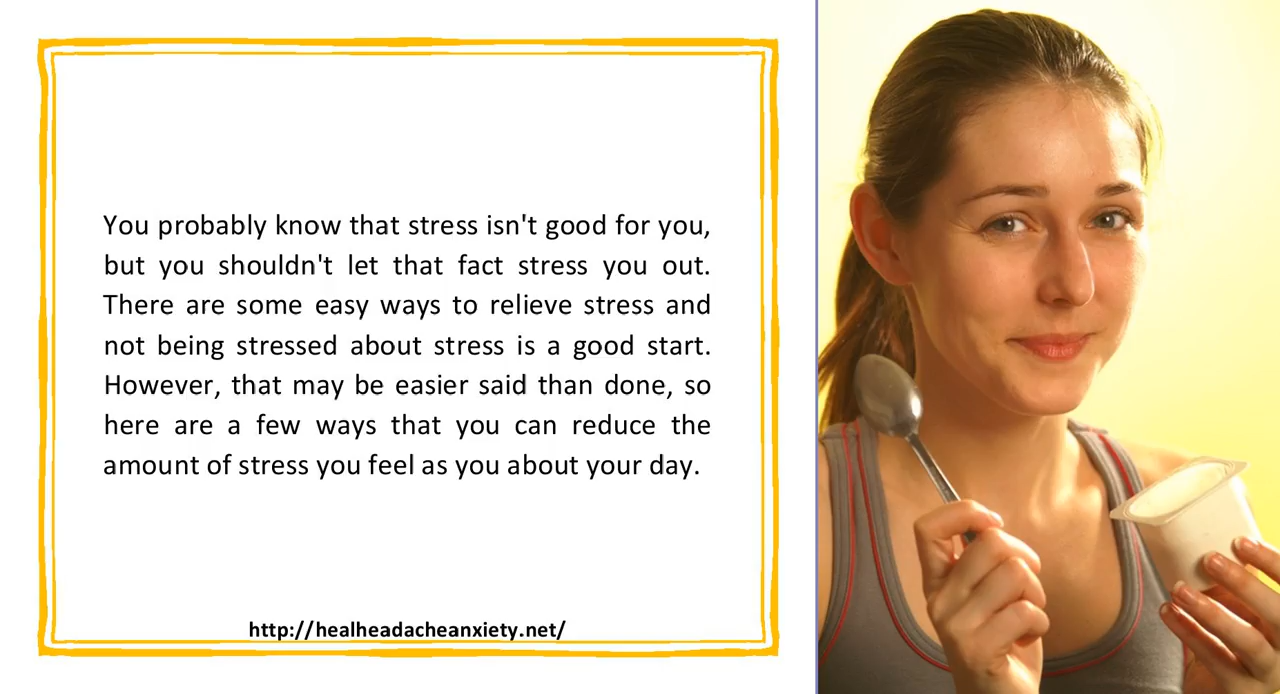 You probably know that stress isn't good for you,
but you shouldn't let that fact stress you out.
There are some easy ways to relieve stress and
not being stressed about stress is a good start.
However, that may be easier said than done, so
here are a few ways that you can reduce the
amount of stress you feel as you about your day.
http://healheadacheanxiety.net/